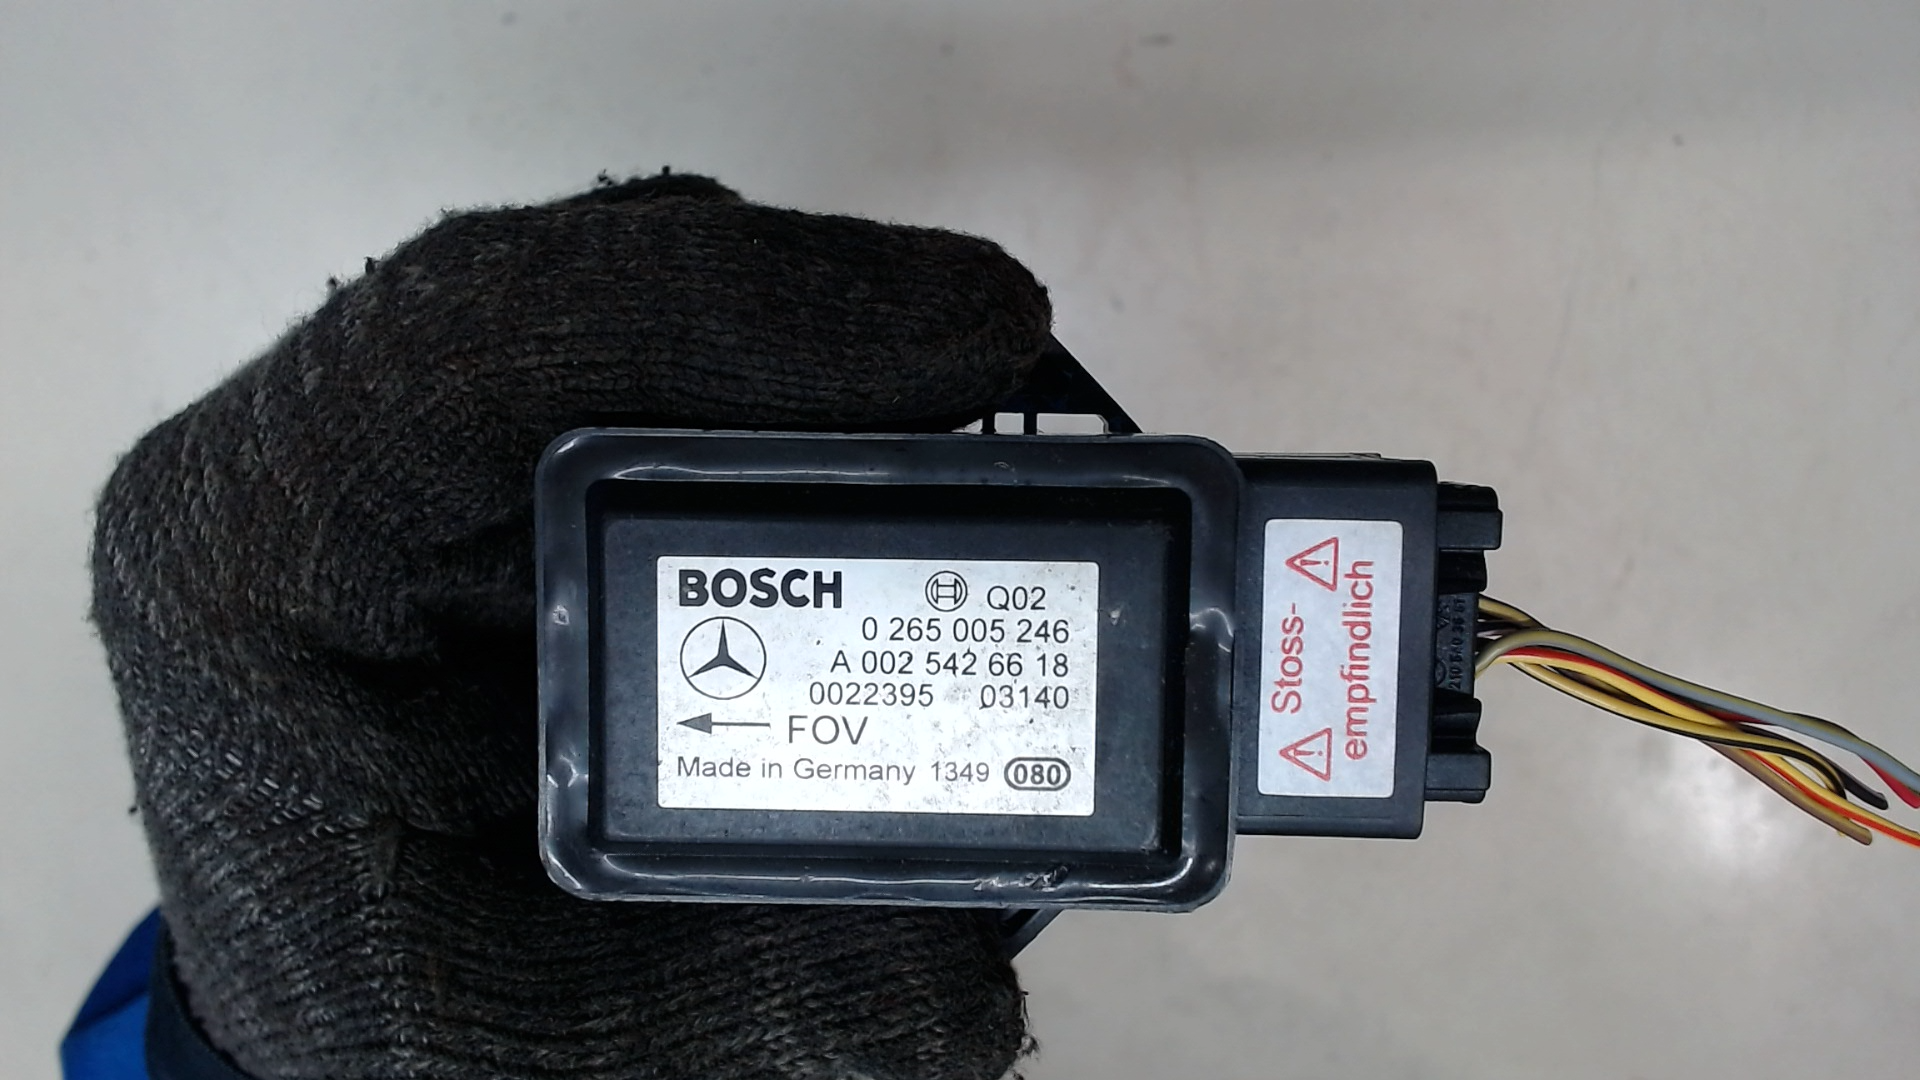 BOSCH Q02
0 265 005 246
A 002 542 66 18
0022395 03140
FOV
Made in Germany 1349 080
Stoss-
empfindlich